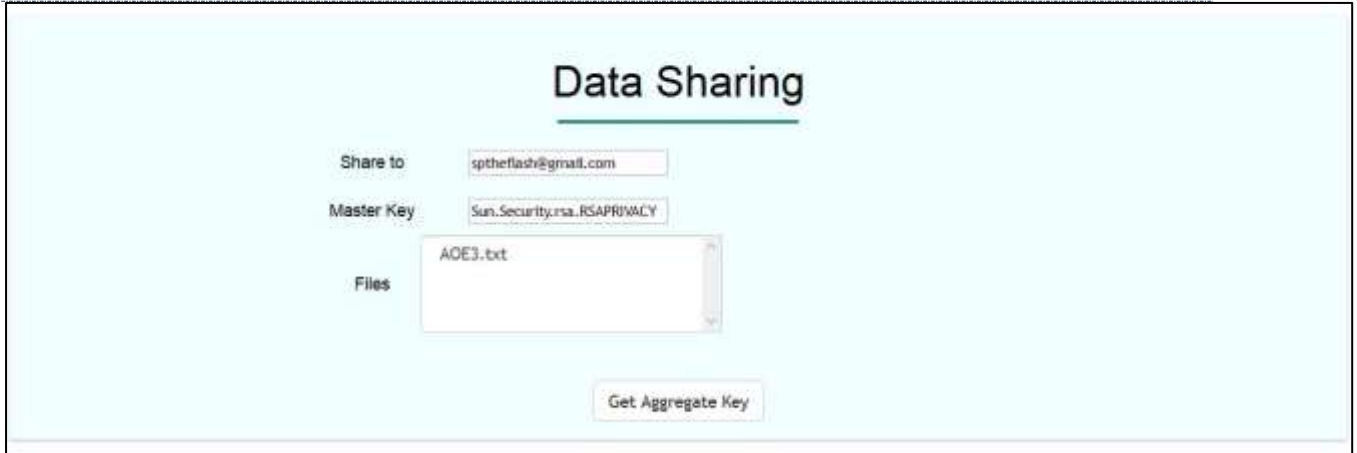 Data Sharing
Share to sptheflash@gmail.com
Master Key Sun.Security.rsa.RSAPRIVACY
Files AOE3.txt
Get Aggregate Key